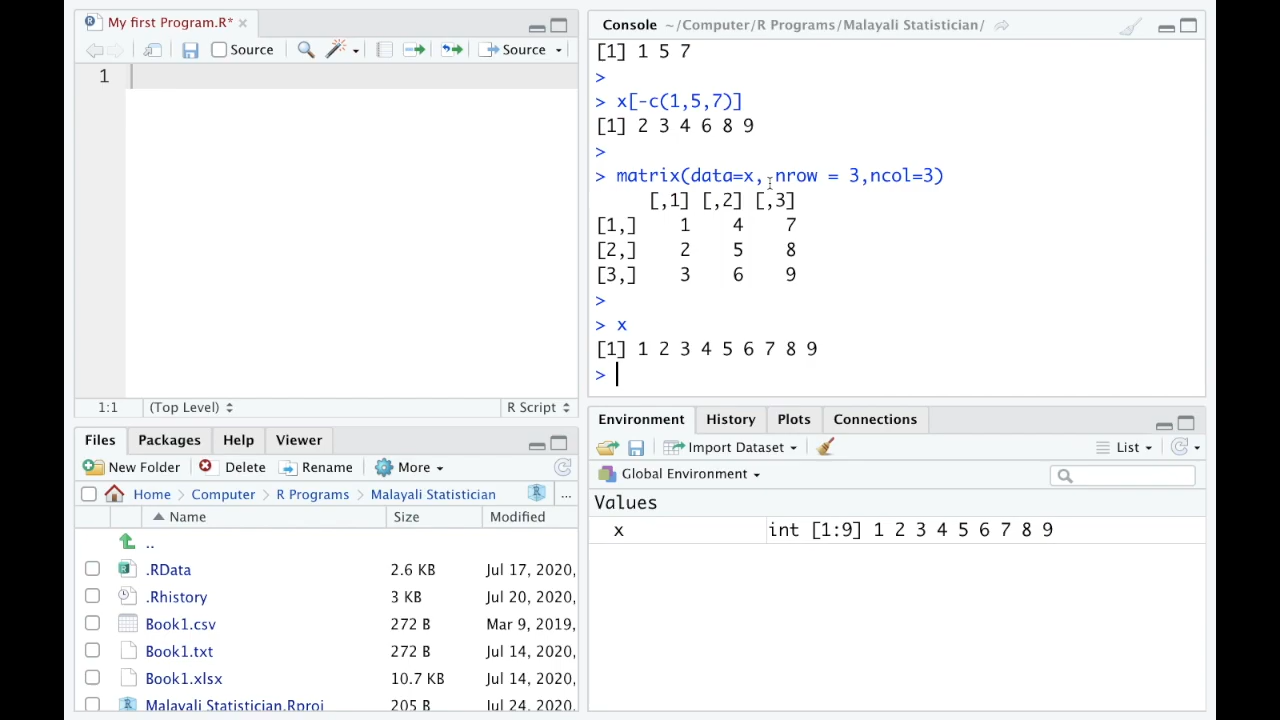 My first Program.R*
Source
Source
1
1:1
(Top Level)
R Script
Console ~/Computer/R Programs/Malayali Statistician/
[1] 1 5 7
>
> x[-c(1,5,7)]
[1] 2 3 4 6 8 9
>
> matrix(data=x, nrow = 3,ncol=3)
[,1] [,2] [,3]
[1,] 1 4 7
[2,] 2 5 8
[3,] 3 6 9
>
> x
[1] 1 2 3 4 5 6 7 8 9
>
Files Packages Help Viewer
New Folder Delete Rename More
Home Computer R Programs Malayali Statistician ...
Name Size Modified
..
.RData 2.6 KB Jul 17, 2020,
.Rhistory 3 KB Jul 20, 2020,
Book1.csv 272 B Mar 9, 2019,
Book1.txt 272 B Jul 14, 2020,
Book1.xlsx 10.7 KB Jul 14, 2020,
Malayali Statistician.Rproj 205 B Jul 24, 2020,
Environment History Plots Connections
Import Dataset List
Global Environment
Values
x int [1:9] 1 2 3 4 5 6 7 8 9